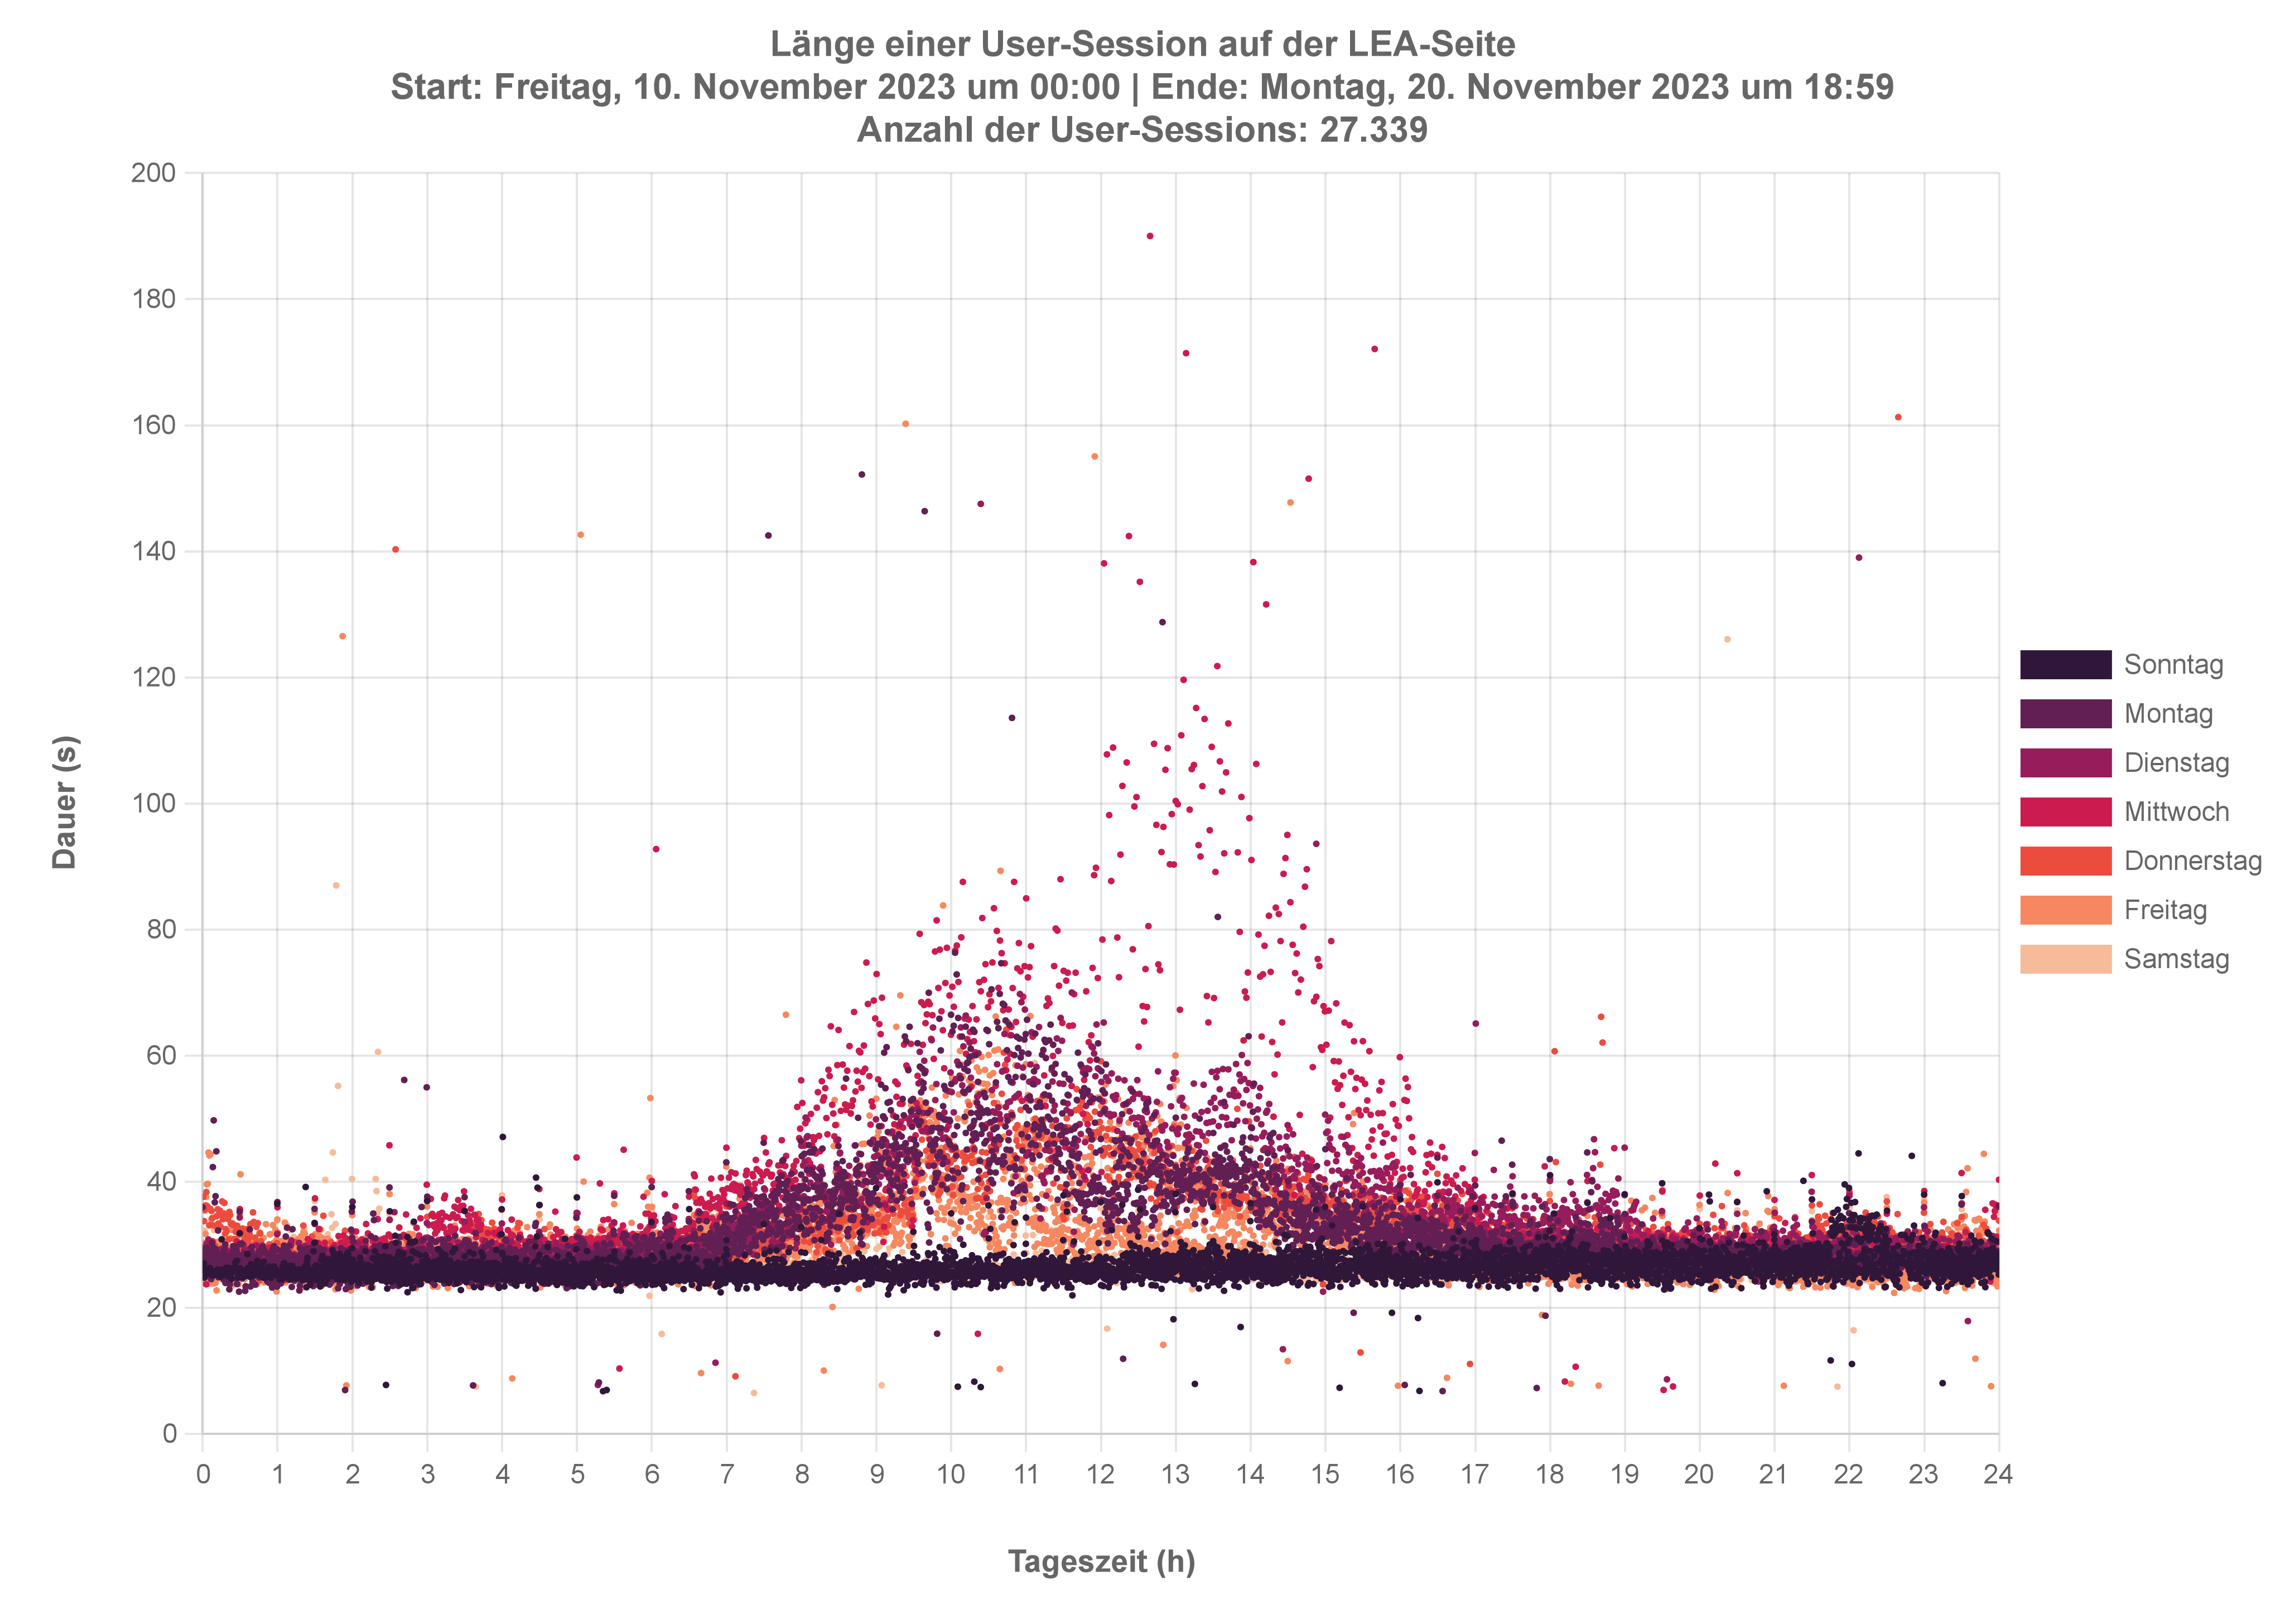 Länge einer User-Session auf der LEA-Seite
Start: Freitag, 10. November 2023 um 00:00 | Ende: Montag, 20. November 2023 um 18:59
Anzahl der User-Sessions: 27.339
200
180
160
140
120
100
80
60
40
20
0
Dauer (s)
0 1 2 3 4 5 6 7 8 9 10 11 12 13 14 15 16 17 18 19 20 21 22 23 24
Tageszeit (h)
Sonntag
Montag
Dienstag
Mittwoch
Donnerstag
Freitag
Samstag